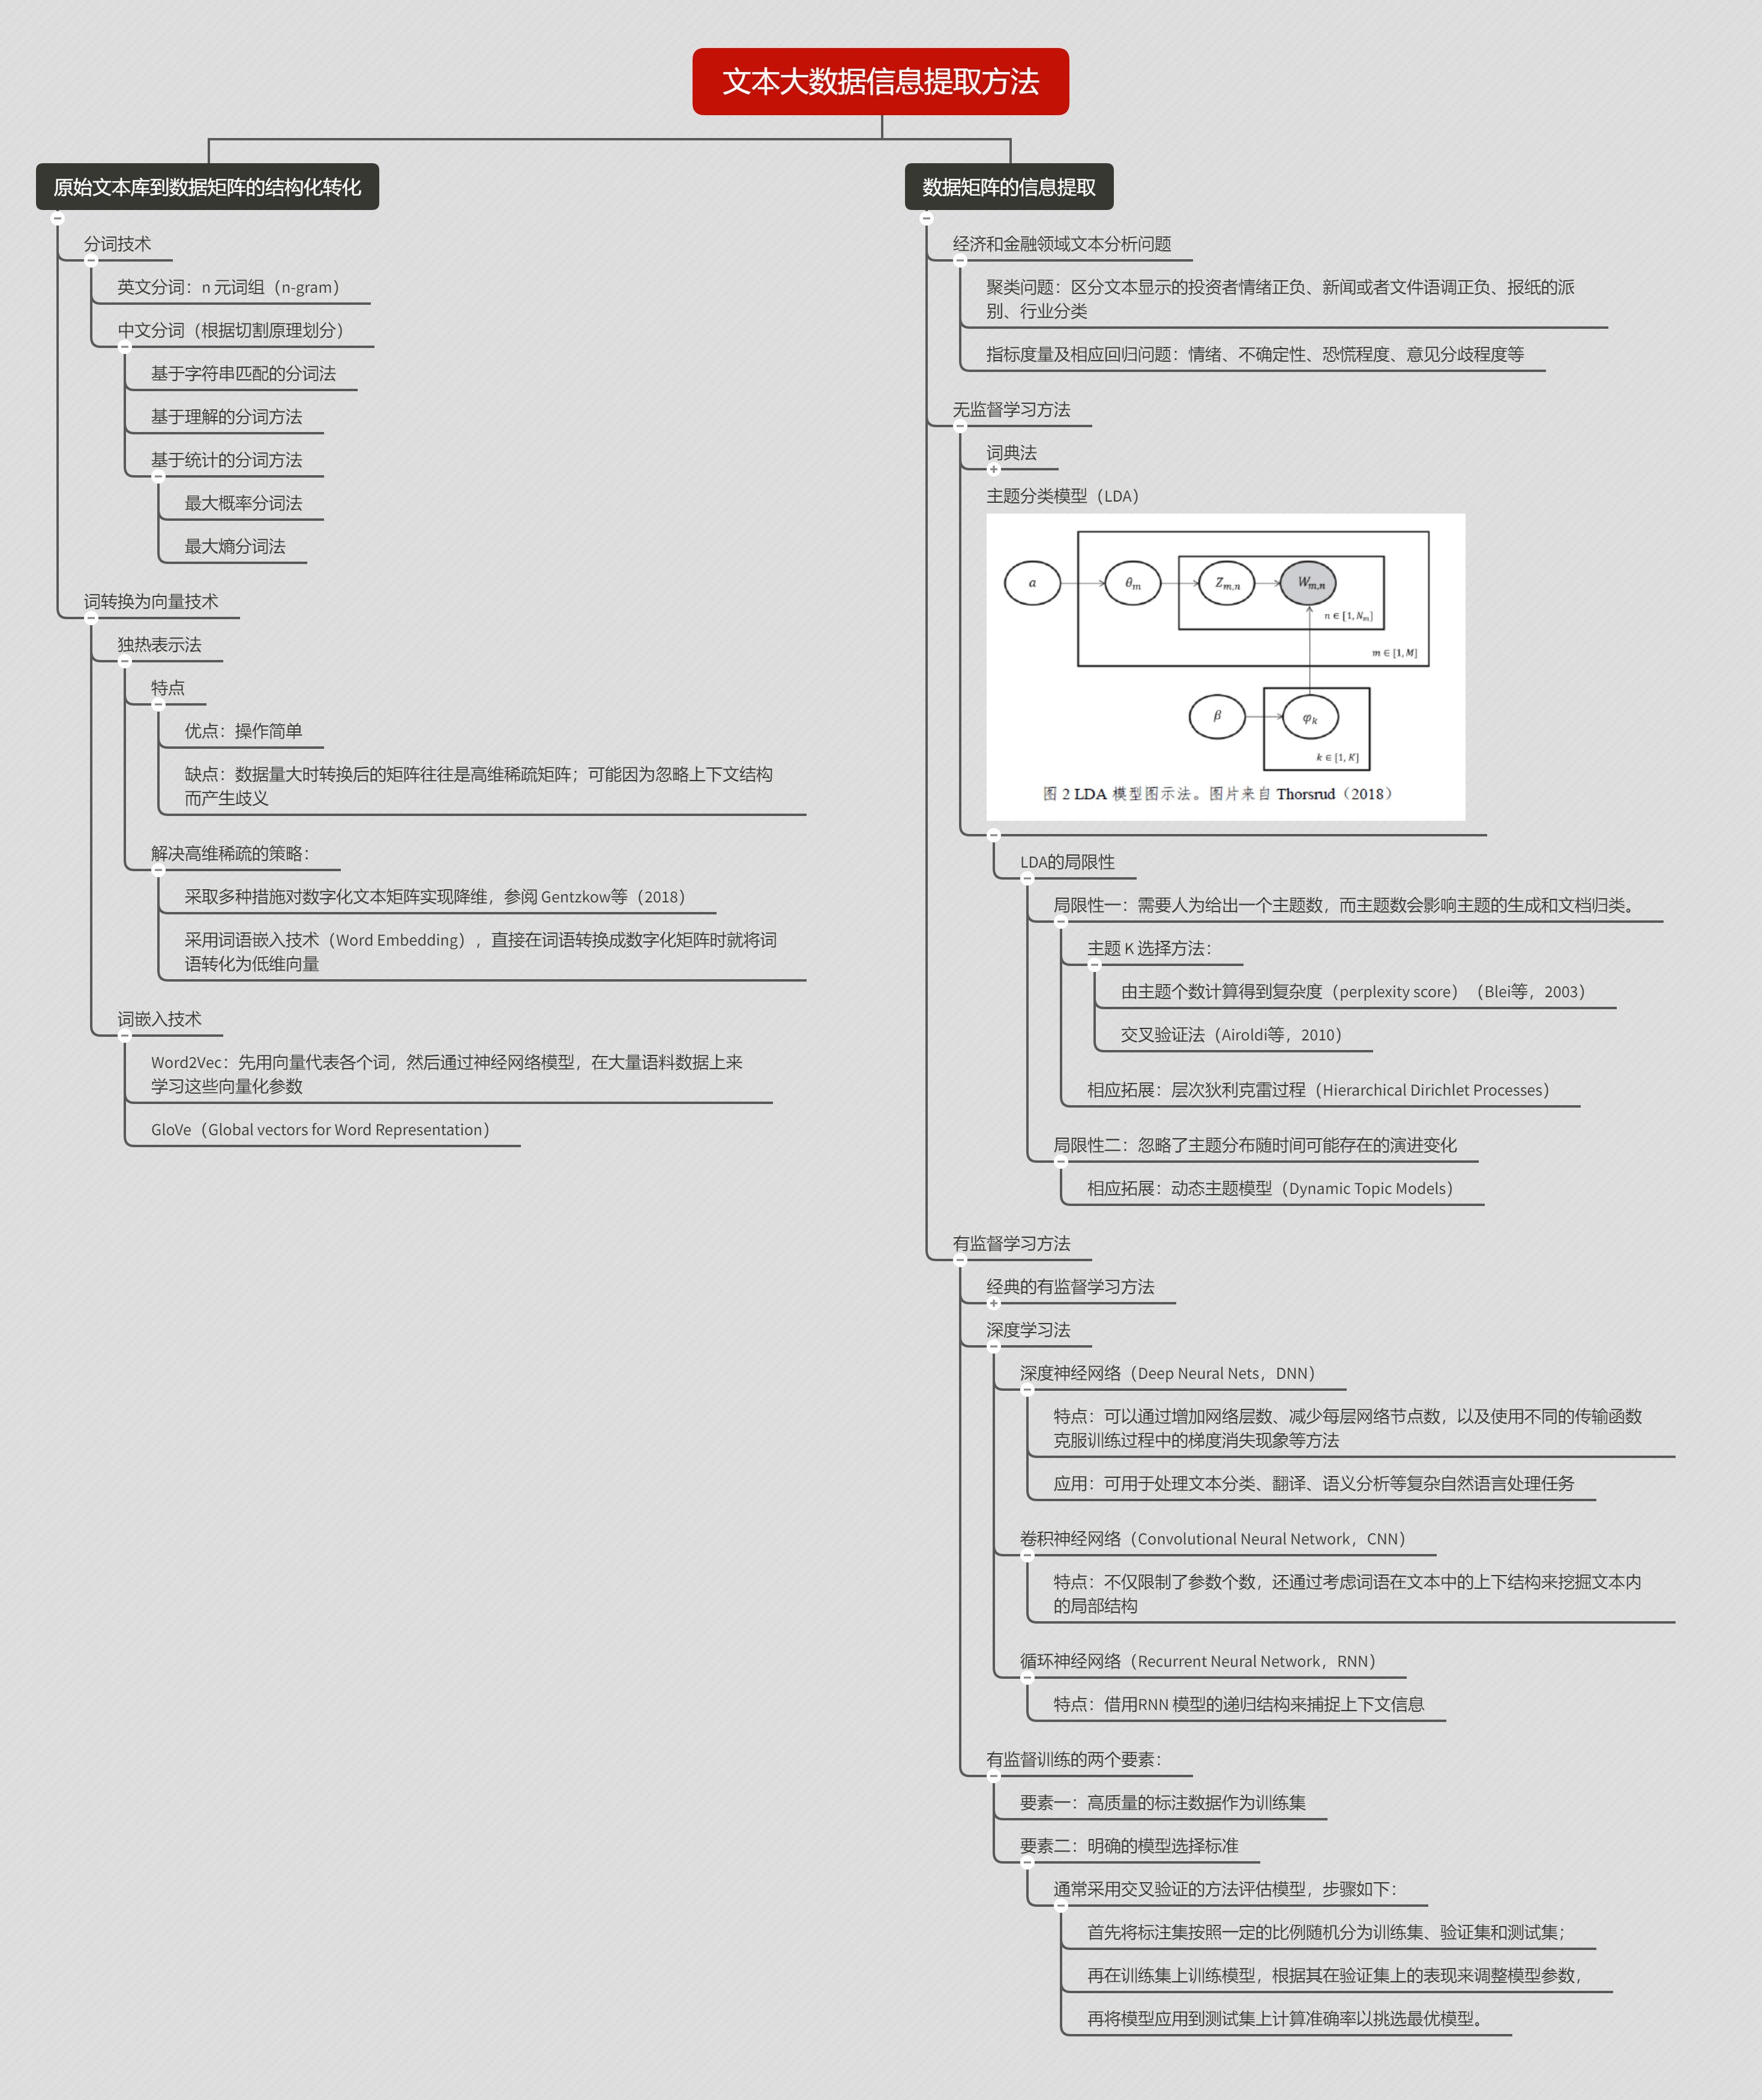 文本大数据信息提取方法
原始文本库到数据矩阵的结构化转化
分词技术
英文分词：n 元词组（n-gram）
中文分词（根据切割原理划分）
基于字符串匹配的分词法
基于理解的分词方法
基于统计的分词方法
最大概率分词法
最大熵分词法
词转换为向量技术
独热表示法
特点
优点：操作简单
缺点：数据量大时转换后的矩阵往往是高维稀疏矩阵；可能因为忽略上下文结构
而产生歧义
解决高维稀疏的策略：
采取多种措施对数字化文本矩阵实现降维，参阅 Gentzkow等（2018）
采用词语嵌入技术（Word Embedding），直接在词语转换成数字化矩阵时就将词
语转化为低维向量
词嵌入技术
Word2Vec：先用向量代表各个词，然后通过神经网络模型，在大量语料数据上来
学习这些向量化参数
GloVe（Global vectors for Word Representation）
数据矩阵的信息提取
经济和金融领域文本分析问题
聚类问题：区分文本显示的投资者情绪正负、新闻或者文件语调正负、报纸的派
别、行业分类
指标度量及相应回归问题：情绪、不确定性、恐慌程度、意见分歧程度等
无监督学习方法
词典法
主题分类模型（LDA）
α
θm
Zm,n
Wm,n
n ∈ [1, Nm]
m ∈ [1, M]
β
φk
k ∈ [1, K]
图 2 LDA 模型图示法。图片来自 Thorsrud（2018）
LDA的局限性
局限性一：需要人为给出一个主题数，而主题数会影响主题的生成和文档归类。
主题 K 选择方法：
由主题个数计算得到复杂度（perplexity score）（Blei等，2003）
交叉验证法（Airoldi等，2010）
相应拓展：层次狄利克雷过程（Hierarchical Dirichlet Processes）
局限性二：忽略了主题分布随时间可能存在的演进变化
相应拓展：动态主题模型（Dynamic Topic Models）
有监督学习方法
经典的有监督学习方法
深度学习法
深度神经网络（Deep Neural Nets，DNN）
特点：可以通过增加网络层数、减少每层网络节点数，以及使用不同的传输函数
克服训练过程中的梯度消失现象等方法
应用：可用于处理文本分类、翻译、语义分析等复杂自然语言处理任务
卷积神经网络（Convolutional Neural Network，CNN）
特点：不仅限制了参数个数，还通过考虑词语在文本中的上下结构来挖掘文本内
的局部结构
循环神经网络（Recurrent Neural Network，RNN）
特点：借用RNN 模型的递归结构来捕捉上下文信息
有监督训练的两个要素：
要素一：高质量的标注数据作为训练集
要素二：明确的模型选择标准
通常采用交叉验证的方法评估模型，步骤如下：
首先将标注集按照一定的比例随机分为训练集、验证集和测试集；
再在训练集上训练模型，根据其在验证集上的表现来调整模型参数，
再将模型应用到测试集上计算准确率以挑选最优模型。